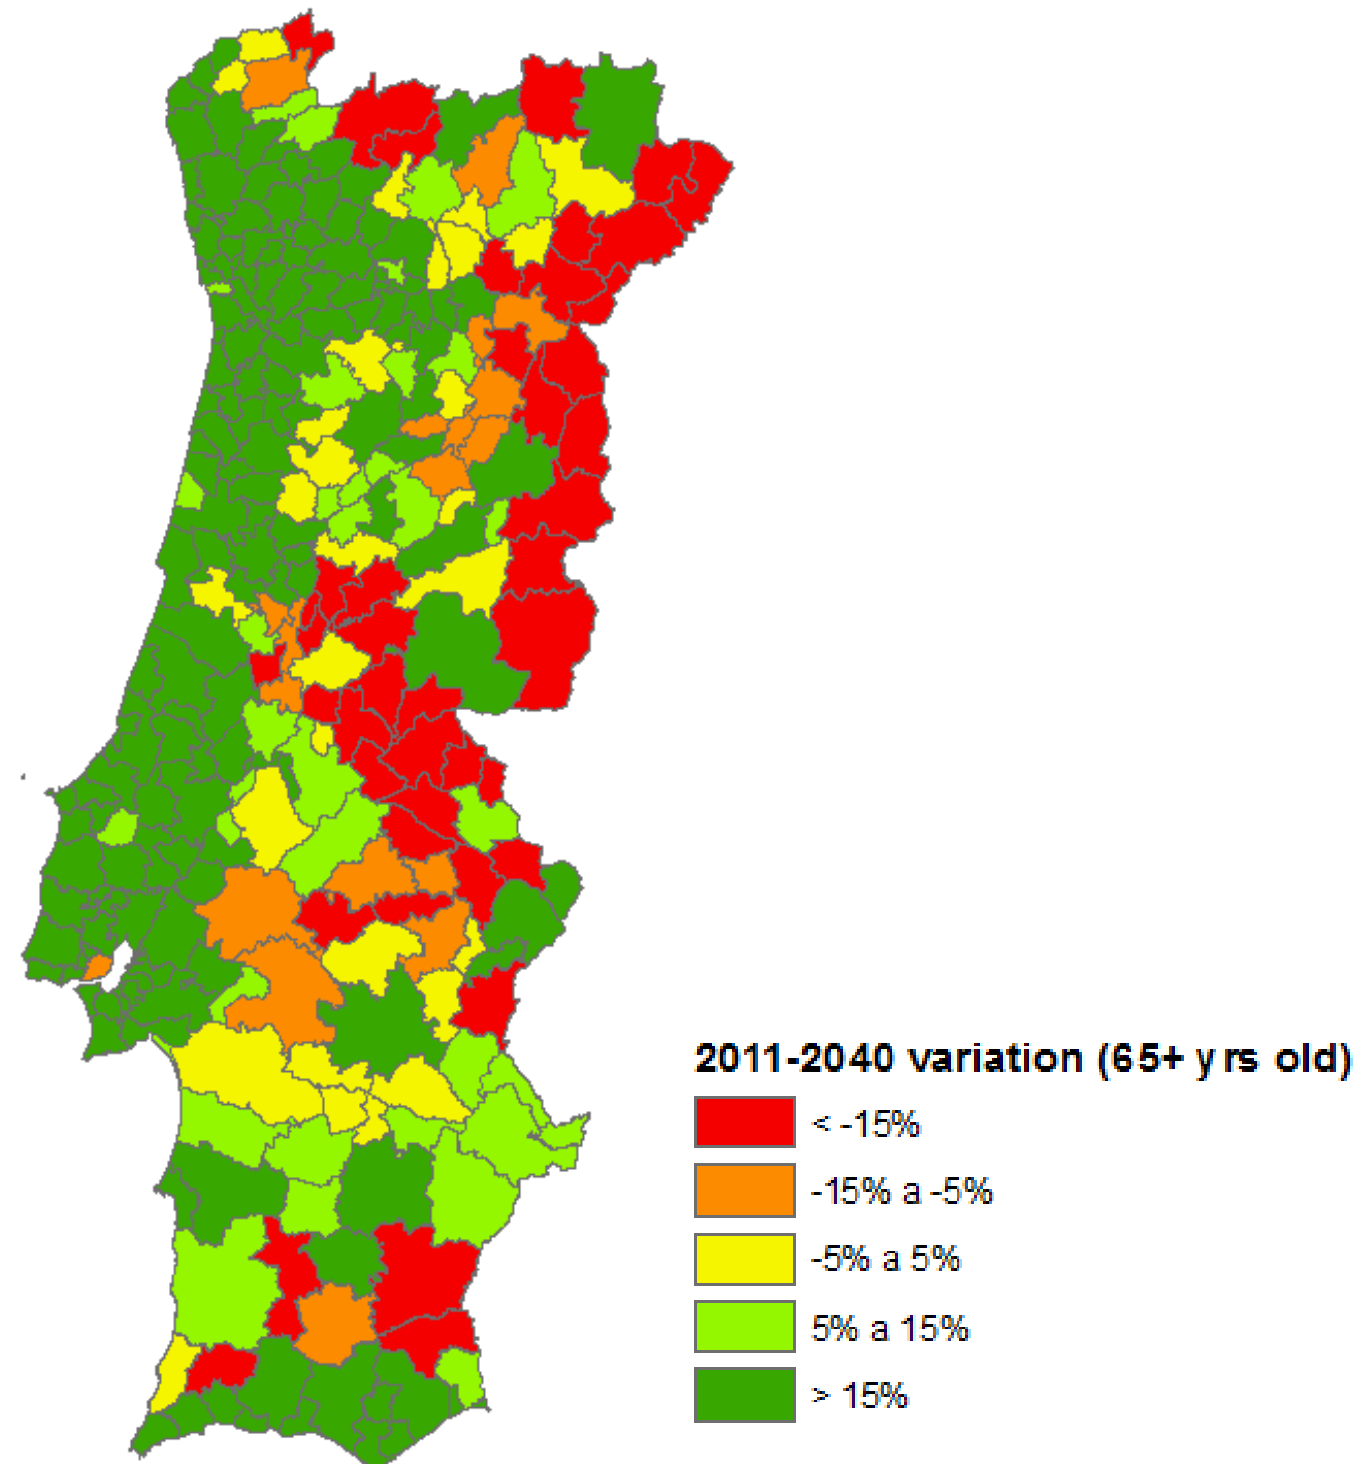 2011-2040 variation (65+ yrs old)
< -15%
-15% a -5%
-5% a 5%
5% a 15%
> 15%